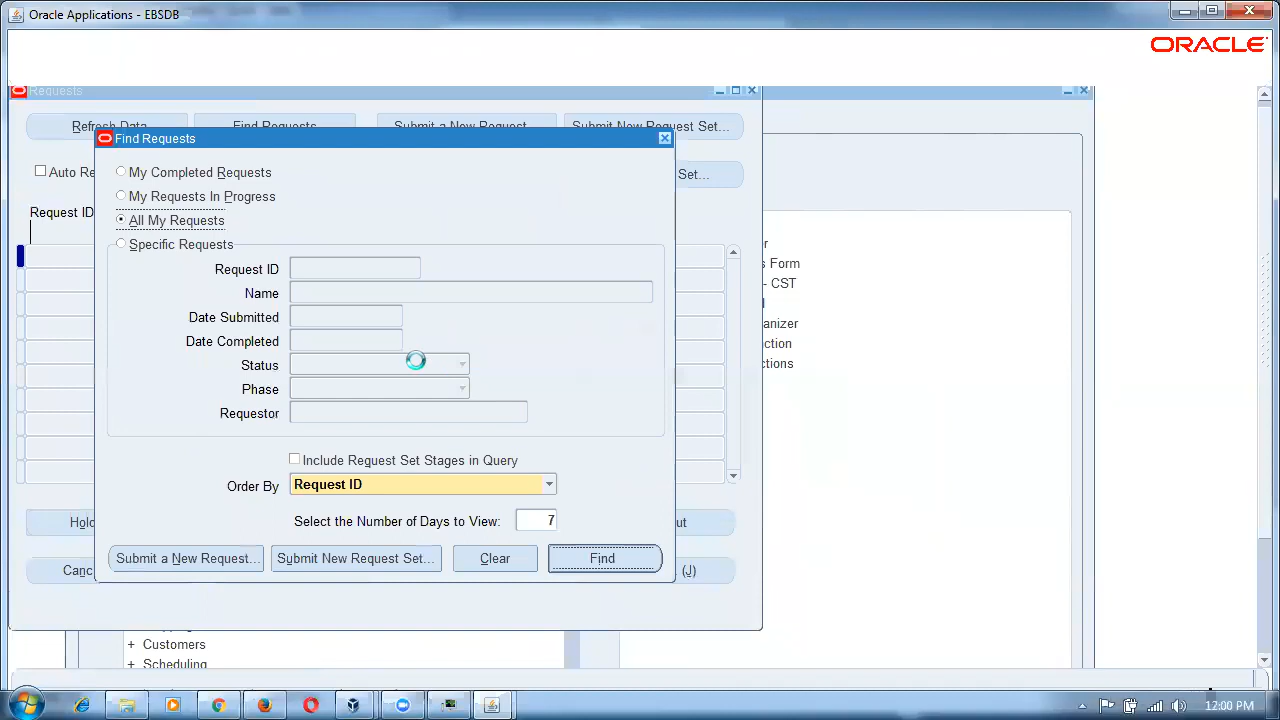 Oracle Applications - EBSDB
ORACLE
Requests
Refresh Data
Find Requests
Submit a New Request
Submit New Request Set...
Find Requests
Auto Re
Set...
My Completed Requests
My Requests In Progress
Request ID
All My Requests
Specific Requests
r
s Form
Request ID
- CST
Name
Date Submitted
anizer
Date Completed
ction
Status
ctions
Phase
Requestor
Include Request Set Stages in Query
Order By
Request ID
Select the Number of Days to View:
7
Hold
ut
Submit a New Request...
Submit New Request Set...
Clear
Find
Canc
(J)
+ Customers
+ Scheduling
12:00 PM